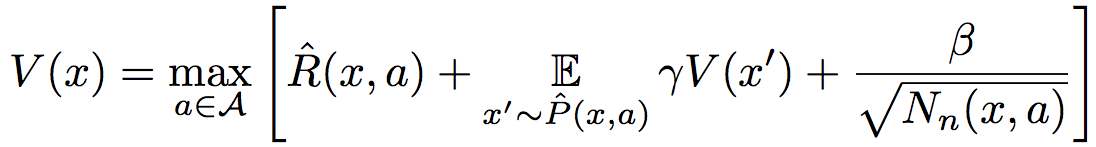 V(x) = max_{a∈𝒜} [ R̂(x, a) + 𝔼_{x′∼P̂(x,a)} γV(x′) + β / √(N_n(x, a)) ]